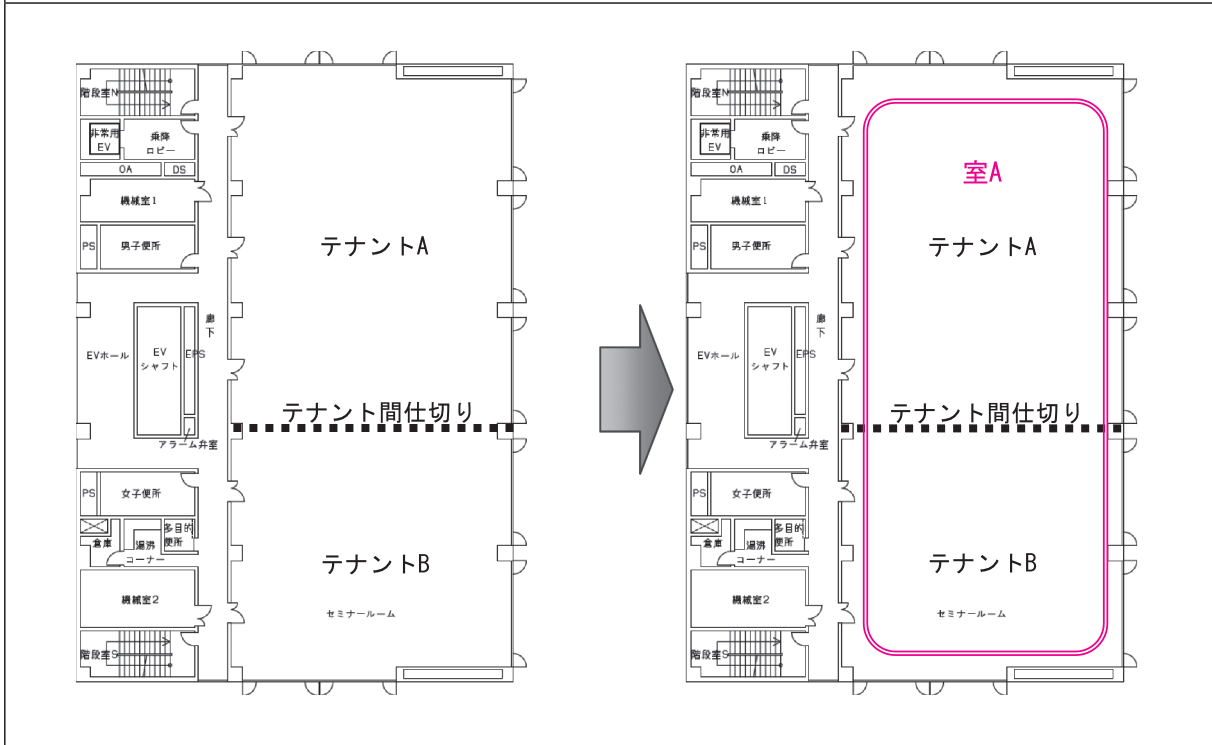 階段室N
非常用
EV
乗降
ロビー
OA
DS
機械室1
PS
男子便所
テナントA
廊
下
EVホール
EV
シャフト
EPS
テナント間仕切り
アラーム弁室
PS
女子便所
倉庫
湯沸
コーナー
多目的
便所
テナントB
機械室2
セミナールーム
階段室S
階段室N
非常用
EV
乗降
ロビー
OA
DS
室A
機械室1
PS
男子便所
テナントA
廊
下
EVホール
EV
シャフト
EPS
テナント間仕切り
アラーム弁室
PS
女子便所
倉庫
湯沸
コーナー
多目的
便所
テナントB
機械室2
セミナールーム
階段室S